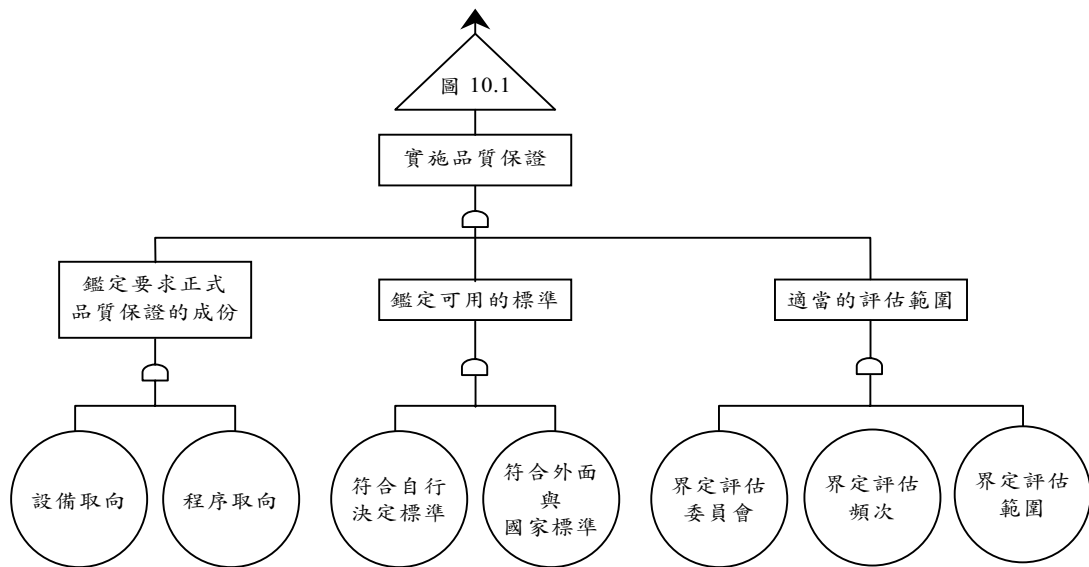 圖 10.1
實施品質保證
鑑定要求正式
品質保證的成份
鑑定可用的標準
適當的評估範圍
設備取向
程序取向
符合自行
決定標準
符合外面
與
國家標準
界定評估
委員會
界定評估
頻次
界定評估
範圍